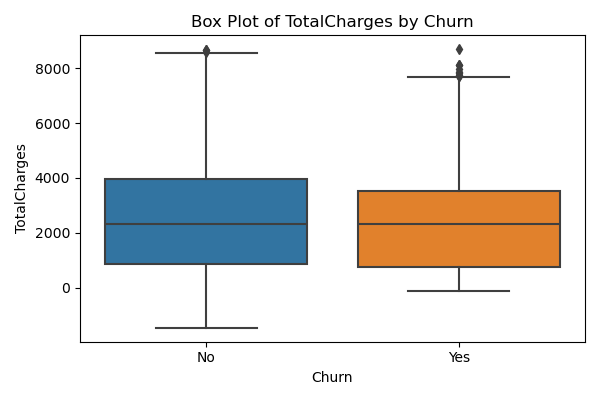 Box Plot of TotalCharges by Churn
TotalCharges
8000
6000
4000
2000
0
No
Yes
Churn